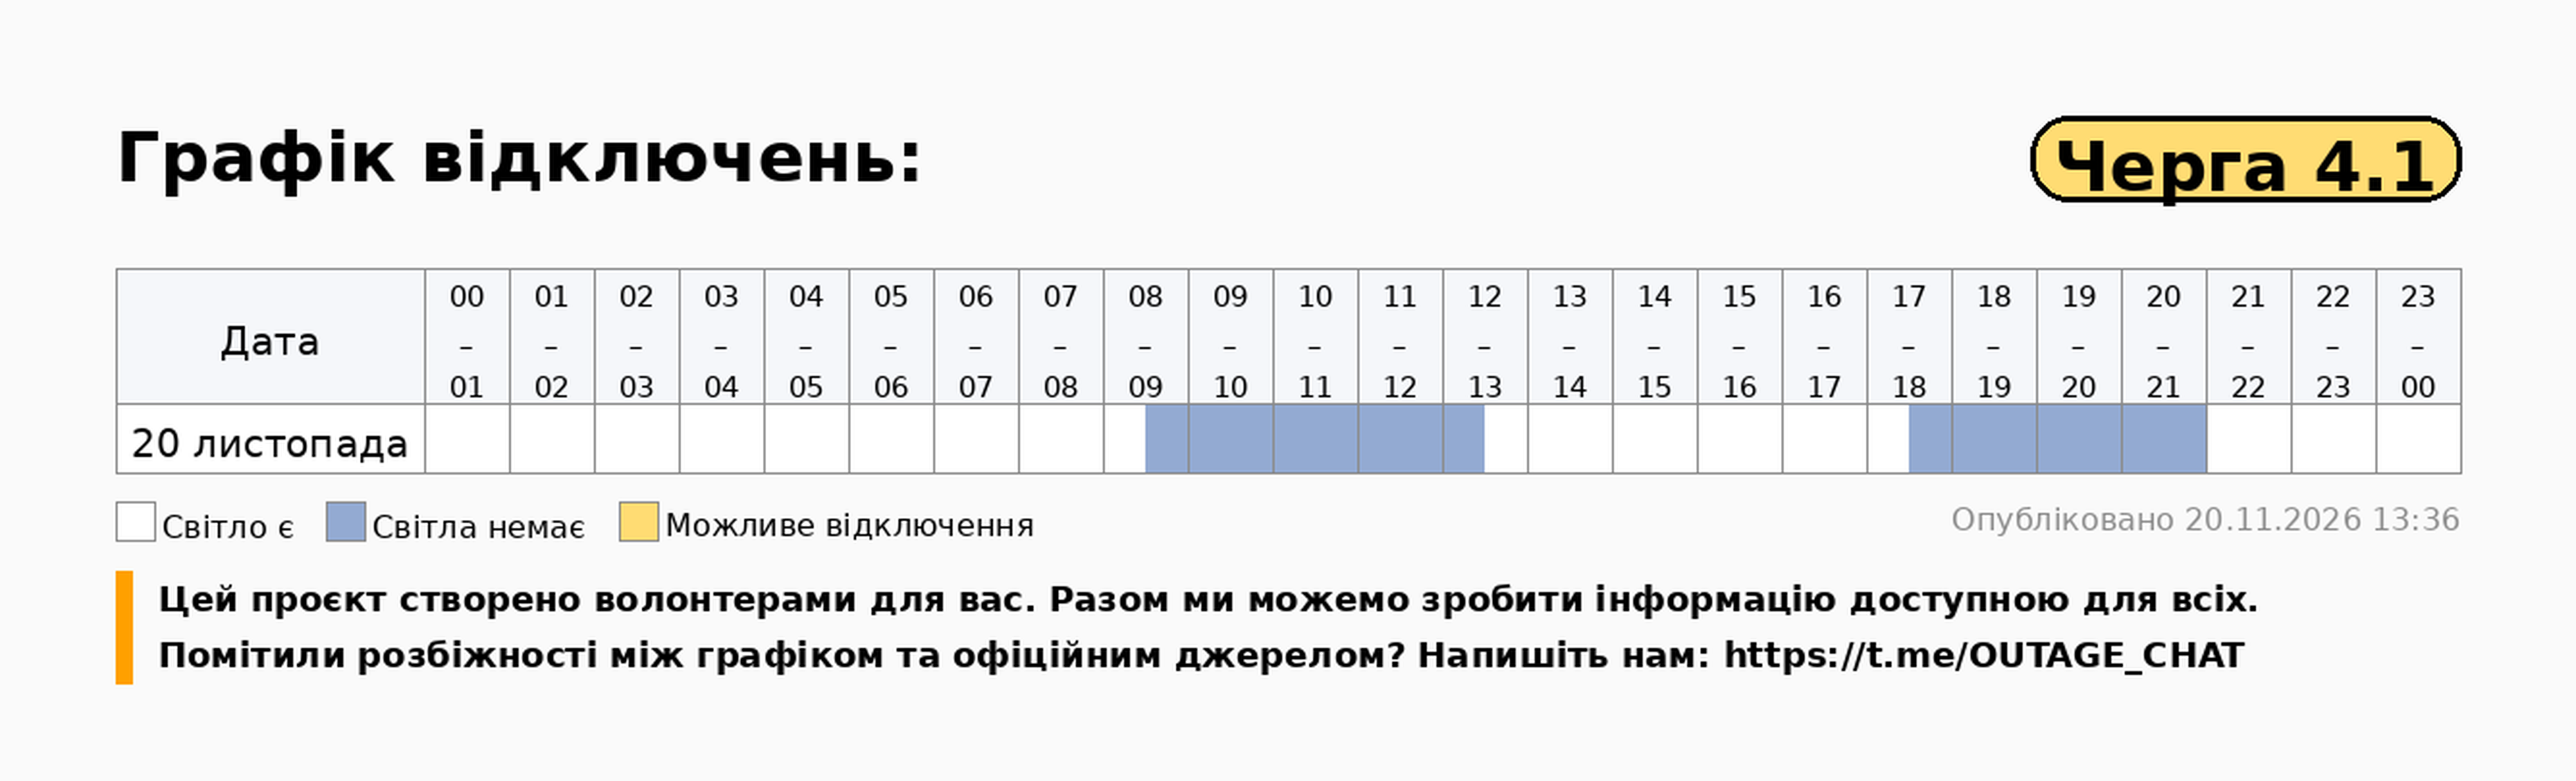 Графік відключень:
Черга 4.1
Дата
00 – 01
01 – 02
02 – 03
03 – 04
04 – 05
05 – 06
06 – 07
07 – 08
08 – 09
09 – 10
10 – 11
11 – 12
12 – 13
13 – 14
14 – 15
15 – 16
16 – 17
17 – 18
18 – 19
19 – 20
20 – 21
21 – 22
22 – 23
23 – 00
20 листопада
Світло є
Світла немає
Можливе відключення
Опубліковано 20.11.2026 13:36
Цей проєкт створено волонтерами для вас. Разом ми можемо зробити інформацію доступною для всіх.
Помітили розбіжності між графіком та офіційним джерелом? Напишіть нам: https://t.me/OUTAGE_CHAT